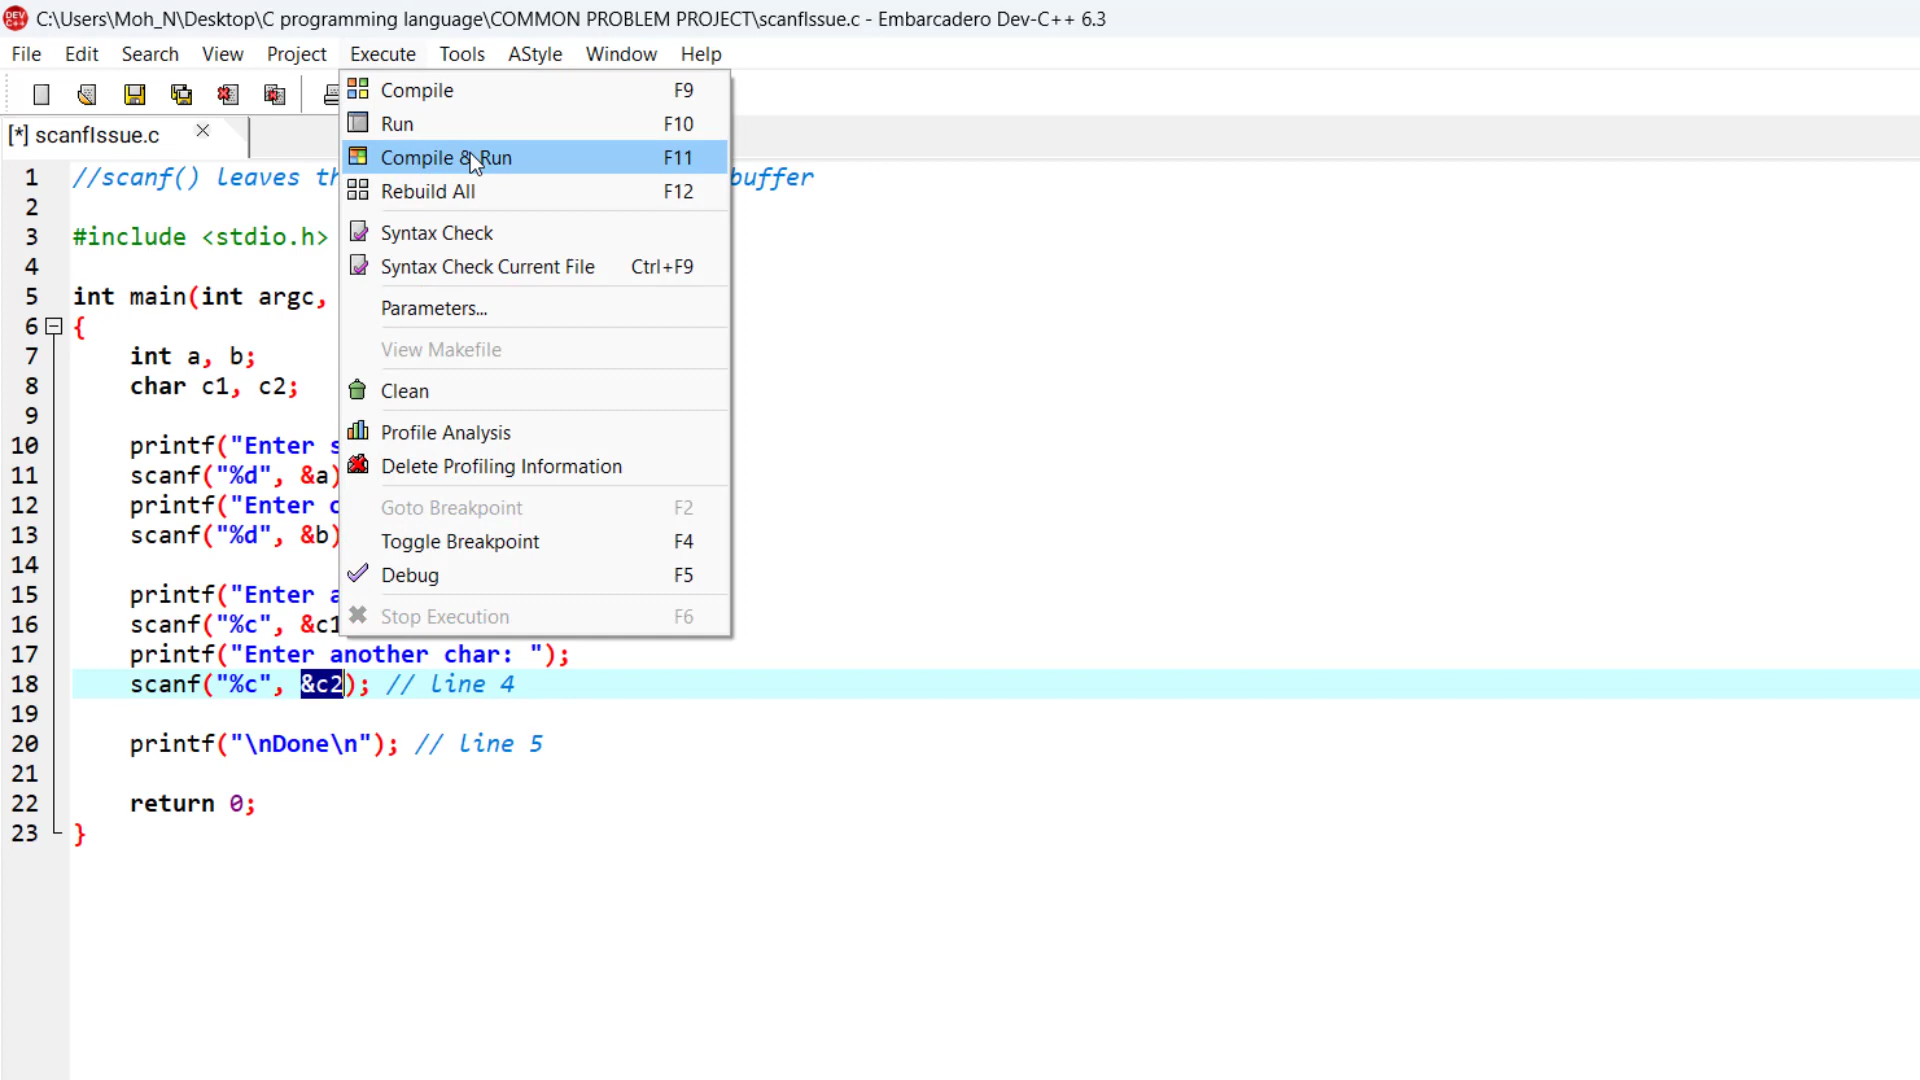 C:\Users\Moh_N\Desktop\C programming language\COMMON PROBLEM PROJECT\scanfIssue.c - Embarcadero Dev-C++ 6.3
File Edit Search View Project Execute Tools AStyle Window Help
Compile F9
Run F10
Compile & Run F11
Rebuild All F12
Syntax Check
Syntax Check Current File Ctrl+F9
Parameters...
View Makefile
Clean
Profile Analysis
Delete Profiling Information
Goto Breakpoint F2
Toggle Breakpoint F4
Debug F5
Stop Execution F6
[*] scanfIssue.c
1 //scanf() leaves buffer
2
3 #include <stdio.h>
4
5 int main(int argc,
6 {
7 int a, b;
8 char c1, c2;
9
10 printf("Enter
11 scanf("%d", &a)
12 printf("Enter
13 scanf("%d", &b)
14
15 printf("Enter
16 scanf("%c", &c1
17 printf("Enter another char: ");
18 scanf("%c", &c2); // line 4
19
20 printf("\nDone\n"); // line 5
21
22 return 0;
23 }